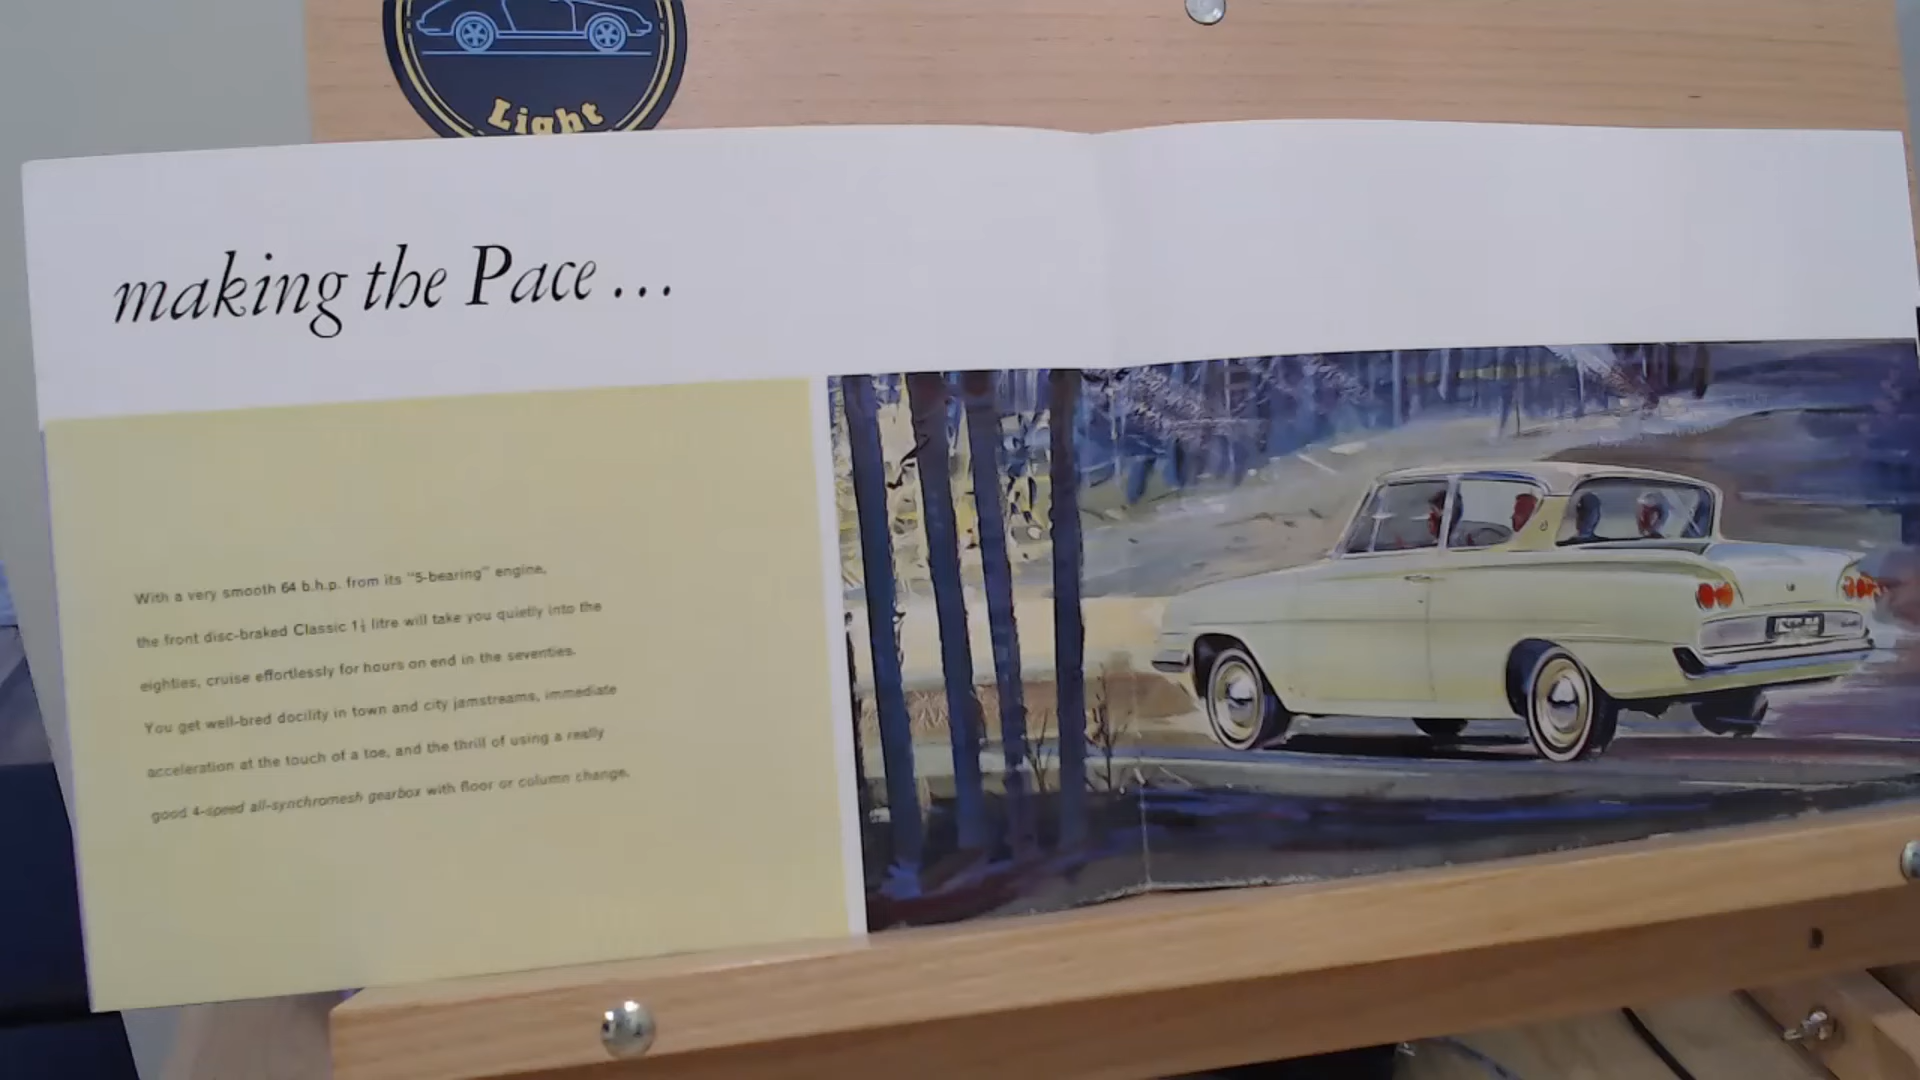 Light
making the Pace ...
With a very smooth 64 b.h.p. from its "5-bearing" engine,
the front disc-braked Classic 1½ litre will take you quietly into the
eighties, cruise effortlessly for hours on end in the seventies.
You get well-bred docility in town and city jamstreams, immediate
acceleration at the touch of a toe, and the thrill of using a really
good 4-speed all-synchromesh gearbox with floor or column change.